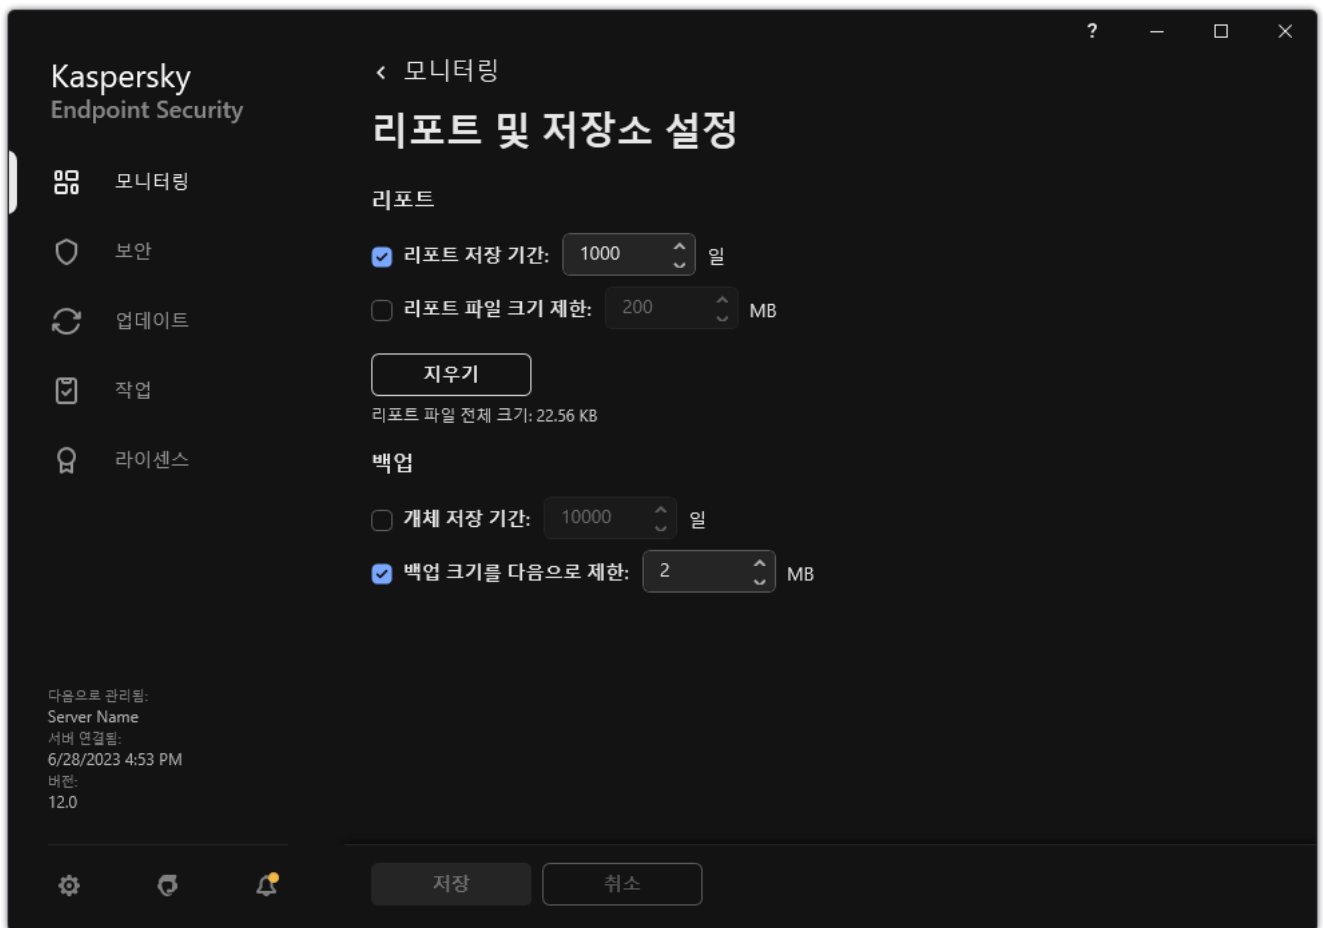 ?
Kaspersky
Endpoint Security
모니터링
보안
업데이트
작업
라이센스
다음으로 관리됨:
Server Name
서버 연결됨:
6/28/2023 4:53 PM
버전:
12.0
모니터링
리포트 및 저장소 설정
리포트
리포트 저장 기간: 1000 일
리포트 파일 크기 제한: 200 MB
지우기
리포트 파일 전체 크기: 22.56 KB
백업
개체 저장 기간: 10000 일
백업 크기를 다음으로 제한: 2 MB
저장 취소